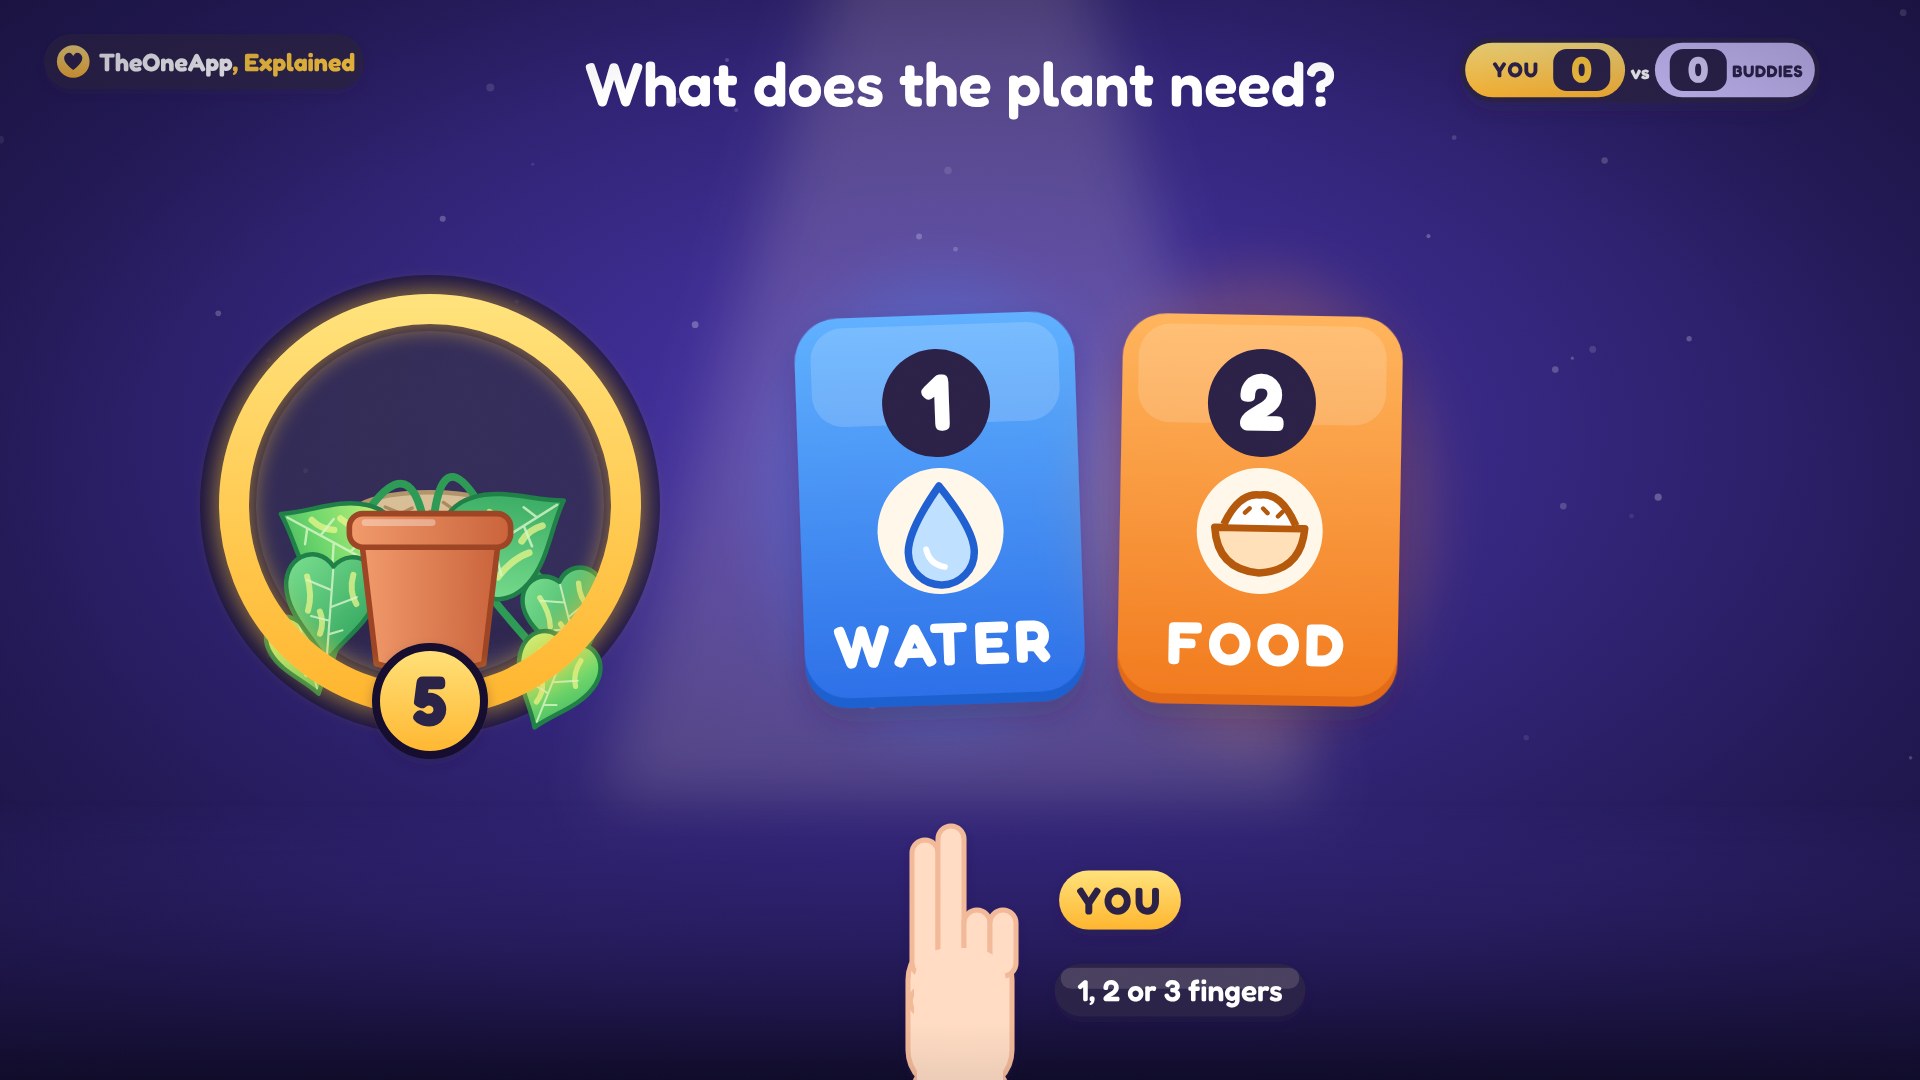 TheOneApp, Explained
What does the plant need?
YOU 0 vs 0 BUDDIES
1
WATER
2
FOOD
5
YOU
1, 2 or 3 fingers